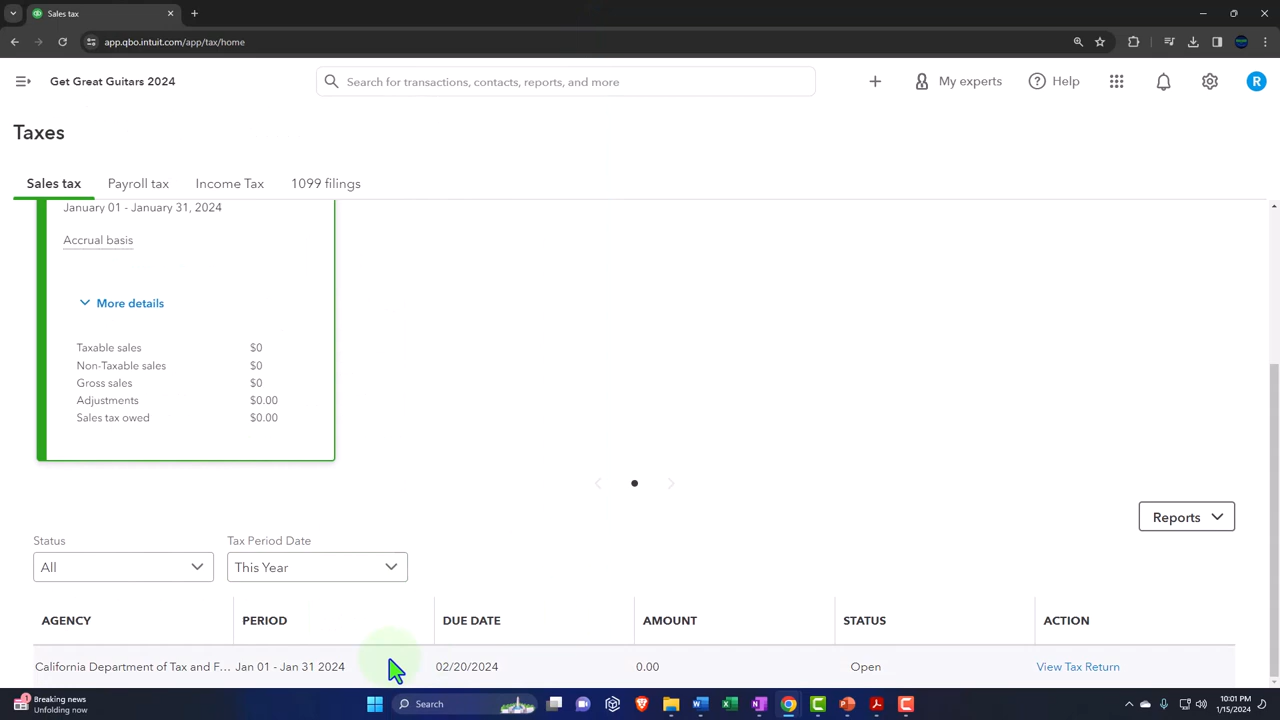 Sales tax
app.qbo.intuit.com/app/tax/home
Get Great Guitars 2024
Search for transactions, contacts, reports, and more
My experts
Help
R
Taxes
Sales tax
Payroll tax
Income Tax
1099 filings
January 01 - January 31, 2024
Accrual basis
More details
Taxable sales $0
Non-Taxable sales $0
Gross sales $0
Adjustments $0.00
Sales tax owed $0.00
Reports
Status
Tax Period Date
All
This Year
AGENCY PERIOD DUE DATE AMOUNT STATUS ACTION
California Department of Tax and F... Jan 01 - Jan 31 2024 02/20/2024 0.00 Open View Tax Return
Breaking news
Unfolding now
Search
10:01 PM
1/15/2024